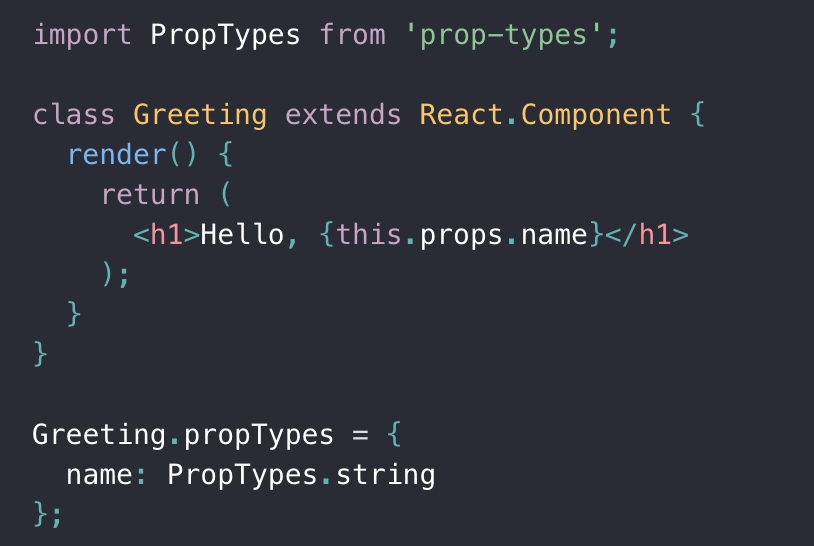 import PropTypes from 'prop-types';

class Greeting extends React.Component {
  render() {
    return (
      <h1>Hello, {this.props.name}</h1>
    );
  }
}

Greeting.propTypes = {
  name: PropTypes.string
};